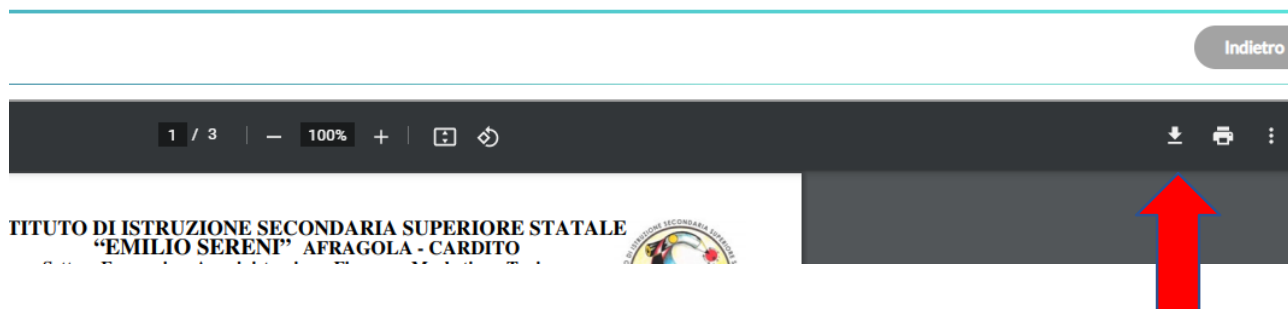 Indietro
1 / 3 100%
TITUTO DI ISTRUZIONE SECONDARIA SUPERIORE STATALE
“EMILIO SERENI” AFRAGOLA - CARDITO